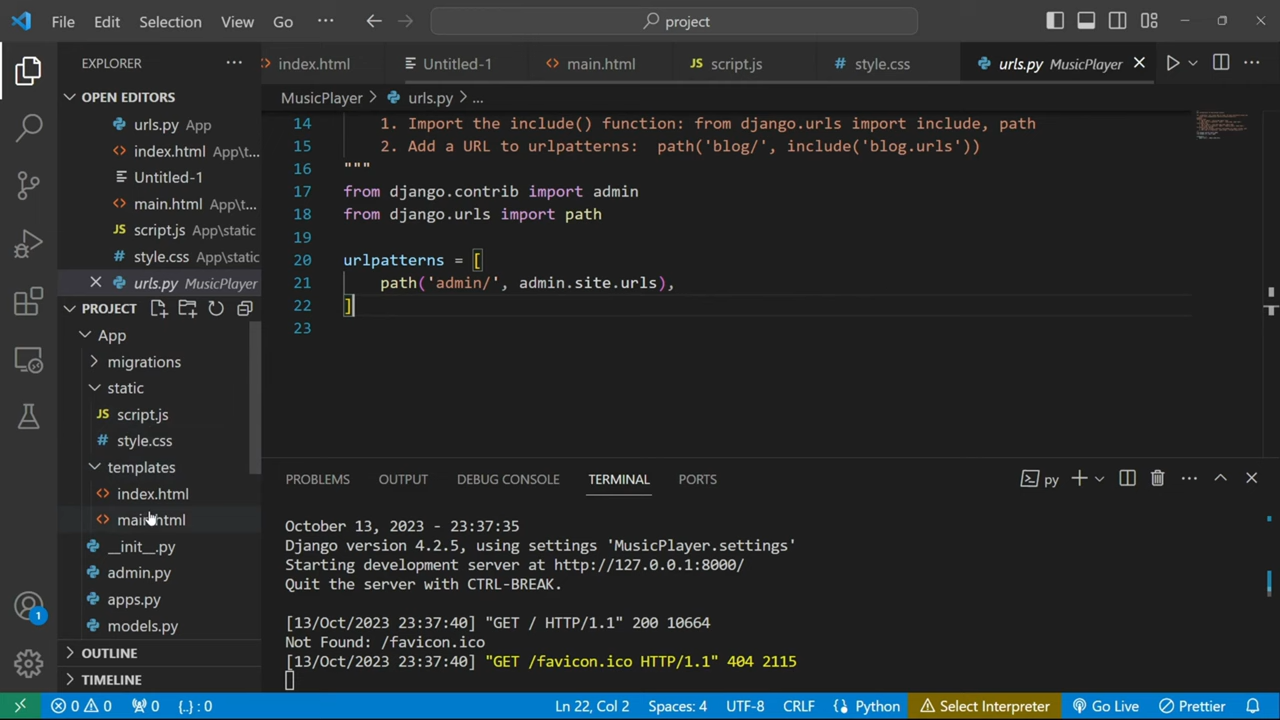 File Edit Selection View Go ... project
EXPLORER ...
index.html Untitled-1 main.html JS script.js # style.css urls.py MusicPlayer
OPEN EDITORS
MusicPlayer > urls.py > ...
urls.py App
index.html App\t...
Untitled-1
main.html App\t...
JS script.js App\static
# style.css App\static
urls.py MusicPlayer
PROJECT
App
migrations
static
JS script.js
# style.css
templates
index.html
main.html
__init__.py
admin.py
apps.py
models.py
OUTLINE
TIMELINE
14 1. Import the include() function: from django.urls import include, path
15 2. Add a URL to urlpatterns: path('blog/', include('blog.urls'))
16 """
17 from django.contrib import admin
18 from django.urls import path
19
20 urlpatterns = [
21 path('admin/', admin.site.urls),
22 ]
23
PROBLEMS OUTPUT DEBUG CONSOLE TERMINAL PORTS py
October 13, 2023 - 23:37:35
Django version 4.2.5, using settings 'MusicPlayer.settings'
Starting development server at http://127.0.0.1:8000/
Quit the server with CTRL-BREAK.
[13/Oct/2023 23:37:40] "GET / HTTP/1.1" 200 10664
Not Found: /favicon.ico
[13/Oct/2023 23:37:40] "GET /favicon.ico HTTP/1.1" 404 2115
1
0 0 0 {..} : 0 Ln 22, Col 2 Spaces: 4 UTF-8 CRLF Python Select Interpreter Go Live Prettier